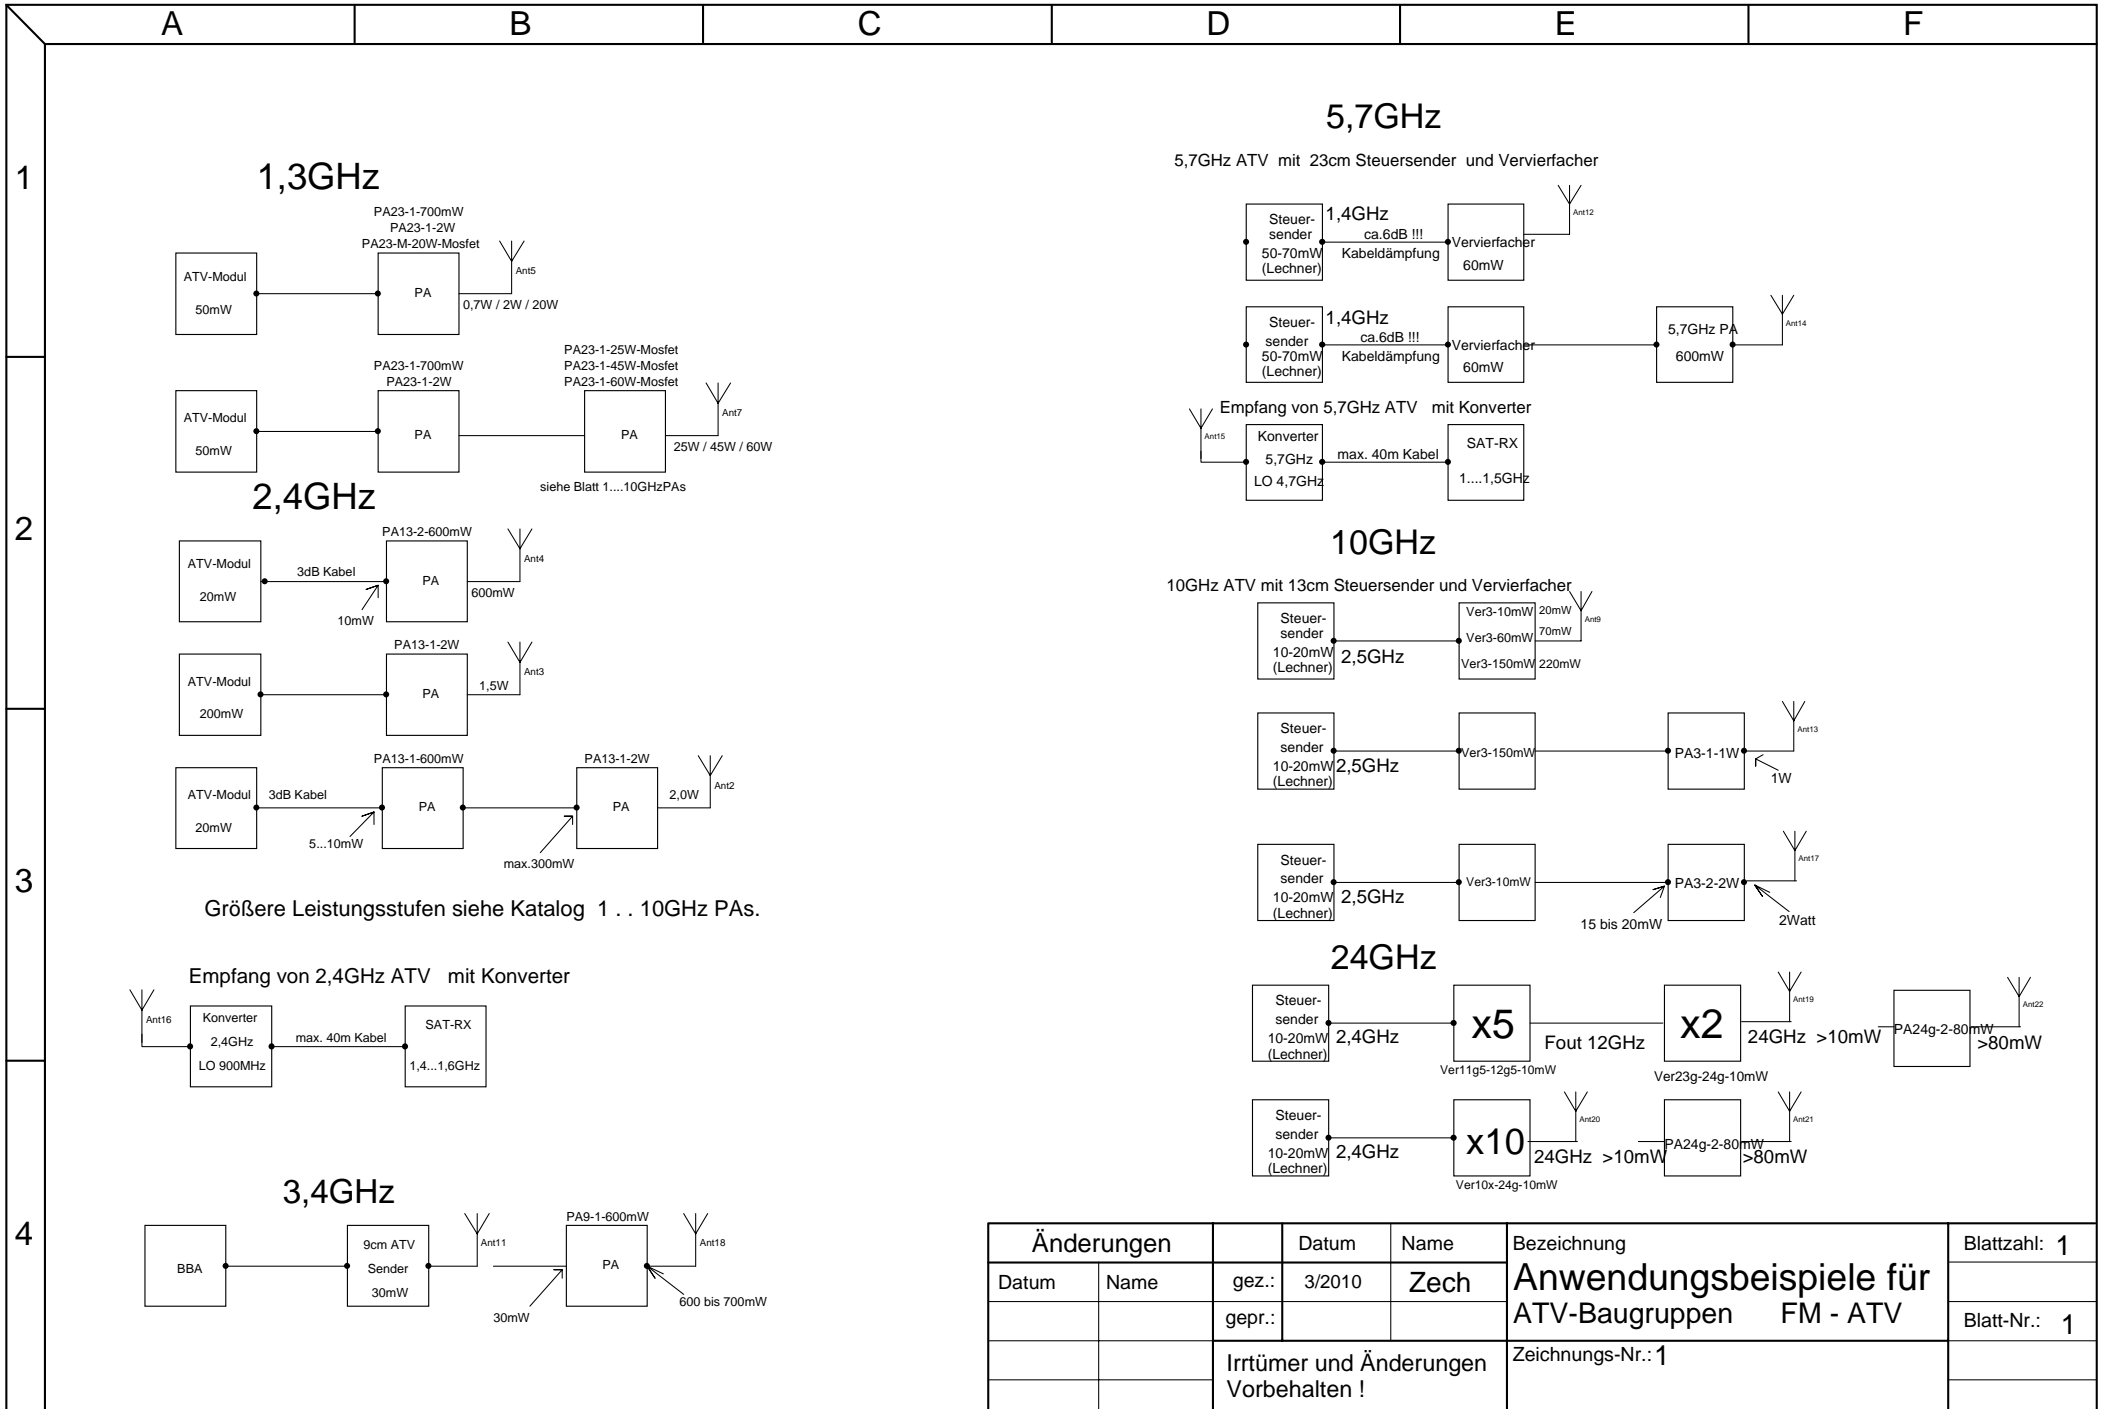 A B C D E F
1
2
3
4
1,3GHz
PA23-1-700mW
PA23-1-2W
PA23-M-20W-Mosfet
Ant5
ATV-Modul
50mW
PA
0,7W / 2W / 20W
PA23-1-700mW
PA23-1-2W
PA23-1-25W-Mosfet
PA23-1-45W-Mosfet
PA23-1-60W-Mosfet
Ant7
ATV-Modul
50mW
PA
PA
25W / 45W / 60W
siehe Blatt 1....10GHzPAs
2,4GHz
PA13-2-600mW
Ant4
ATV-Modul
20mW
3dB Kabel
10mW
PA
600mW
PA13-1-2W
Ant3
ATV-Modul
200mW
PA
1,5W
PA13-1-600mW
PA13-1-2W
Ant2
ATV-Modul
20mW
3dB Kabel
5...10mW
PA
max.300mW
PA
2,0W
Größere Leistungsstufen siehe Katalog 1 . . 10GHz PAs.
Empfang von 2,4GHz ATV mit Konverter
Ant16
Konverter
2,4GHz
LO 900MHz
max. 40m Kabel
SAT-RX
1,4...1,6GHz
3,4GHz
BBA
9cm ATV
Sender
30mW
Ant11
PA9-1-600mW
PA
30mW
Ant18
600 bis 700mW
5,7GHz
5,7GHz ATV mit 23cm Steuersender und Vervierfacher
Steuer-
sender
50-70mW
(Lechner)
1,4GHz
ca.6dB !!!
Kabeldämpfung
Vervierfacher
60mW
Ant12
Steuer-
sender
50-70mW
(Lechner)
1,4GHz
ca.6dB !!!
Kabeldämpfung
Vervierfacher
60mW
5,7GHz PA
600mW
Ant14
Empfang von 5,7GHz ATV mit Konverter
Ant15
Konverter
5,7GHz
LO 4,7GHz
max. 40m Kabel
SAT-RX
1....1,5GHz
10GHz
10GHz ATV mit 13cm Steuersender und Vervierfacher
Steuer-
sender
10-20mW
(Lechner)
2,5GHz
Ver3-10mW 20mW
Ver3-60mW 70mW
Ver3-150mW 220mW
Ant9
Steuer-
sender
10-20mW
(Lechner)
2,5GHz
Ver3-150mW
PA3-1-1W
Ant13
1W
Steuer-
sender
10-20mW
(Lechner)
2,5GHz
Ver3-10mW
15 bis 20mW
PA3-2-2W
Ant17
2Watt
24GHz
Steuer-
sender
10-20mW
(Lechner)
2,4GHz
x5
Ver11g5-12g5-10mW
Fout 12GHz
x2
Ver23g-24g-10mW
Ant19
24GHz >10mW
PA24g-2-80mW
Ant22
>80mW
Steuer-
sender
10-20mW
(Lechner)
2,4GHz
x10
Ver10x-24g-10mW
Ant20
24GHz >10mW
PA24g-2-80mW
Ant21
>80mW
Änderungen Datum Name Bezeichnung Blattzahl: 1
Datum Name gez.: 3/2010 Zech Anwendungsbeispiele für
gepr.: ATV-Baugruppen FM - ATV Blatt-Nr.: 1
Irrtümer und Änderungen
Vorbehalten !
Zeichnungs-Nr.: 1